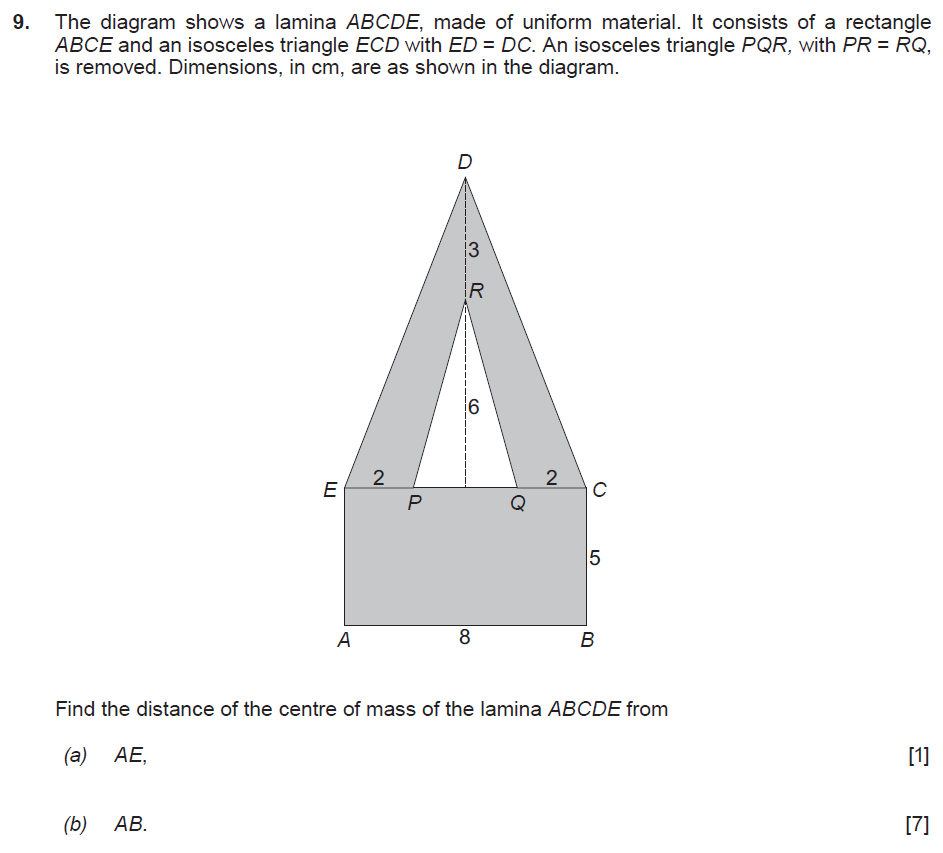 9. The diagram shows a lamina ABCDE, made of uniform material. It consists of a rectangle
ABCE and an isosceles triangle ECD with ED = DC. An isosceles triangle PQR, with PR = RQ,
is removed. Dimensions, in cm, are as shown in the diagram.
D
3
R
6
2 2
E C
P Q
5
A 8 B
Find the distance of the centre of mass of the lamina ABCDE from
(a) AE, [1]
(b) AB. [7]